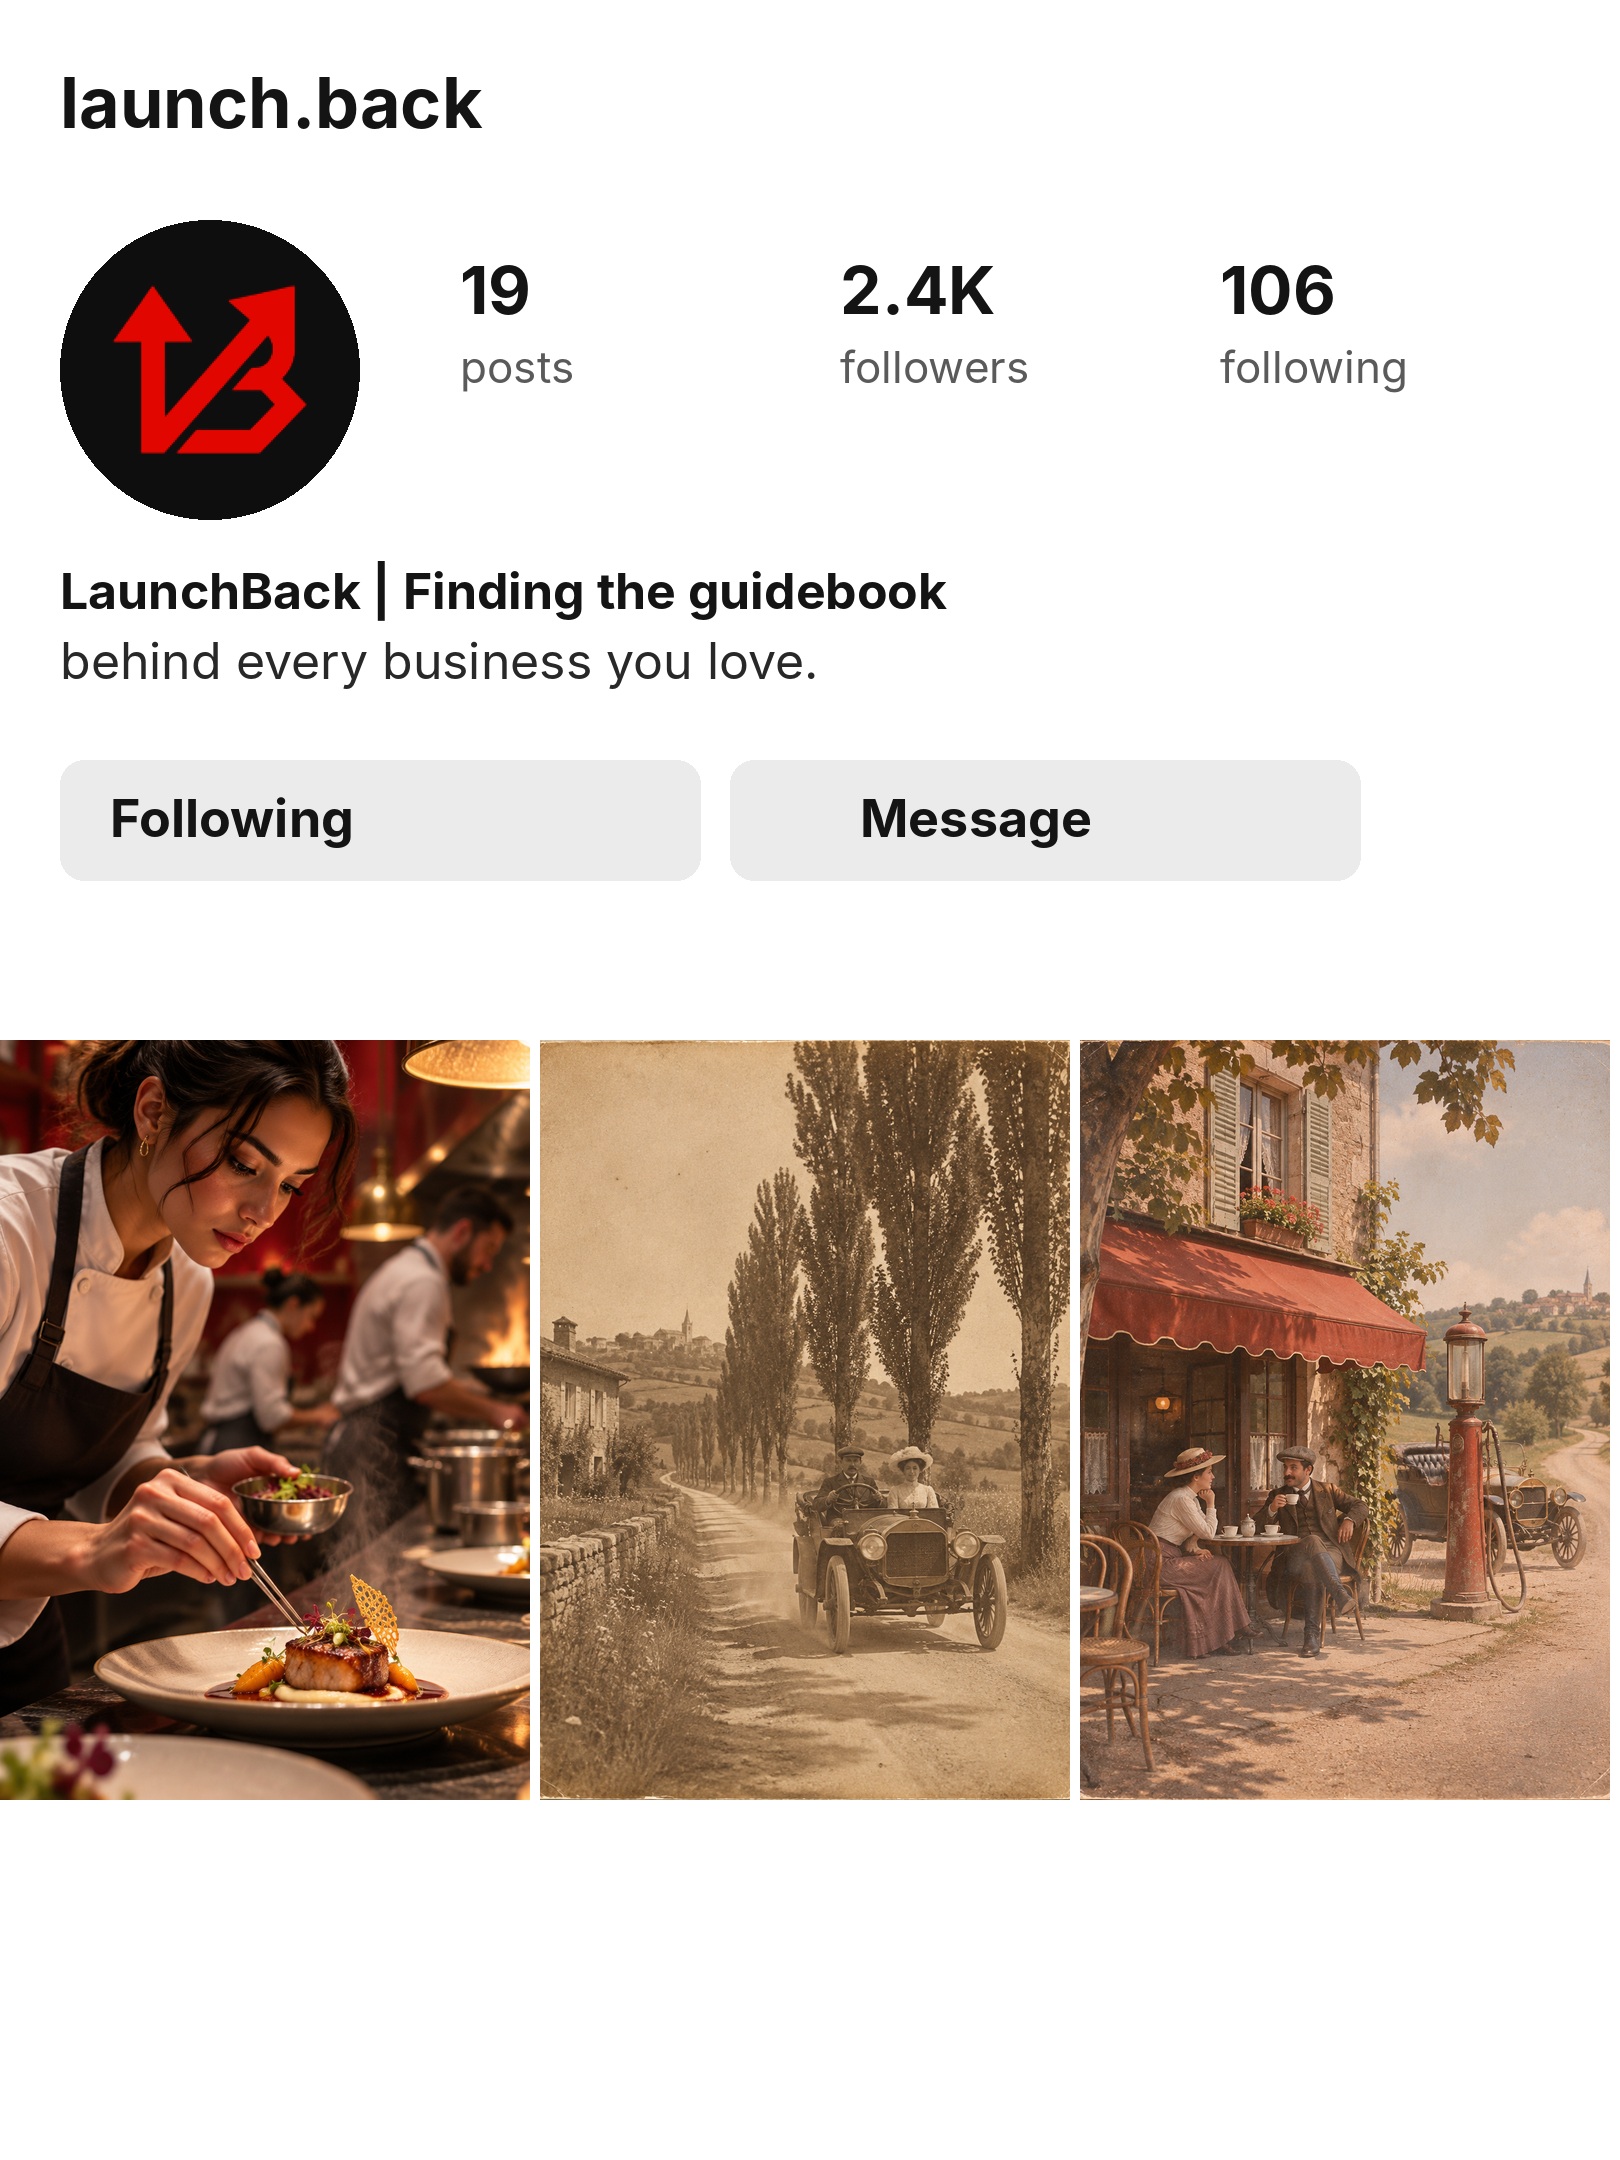 launch.back
19
2.4K
106
posts
followers
following
LaunchBack | Finding the guidebook
behind every business you love.
Following
Message